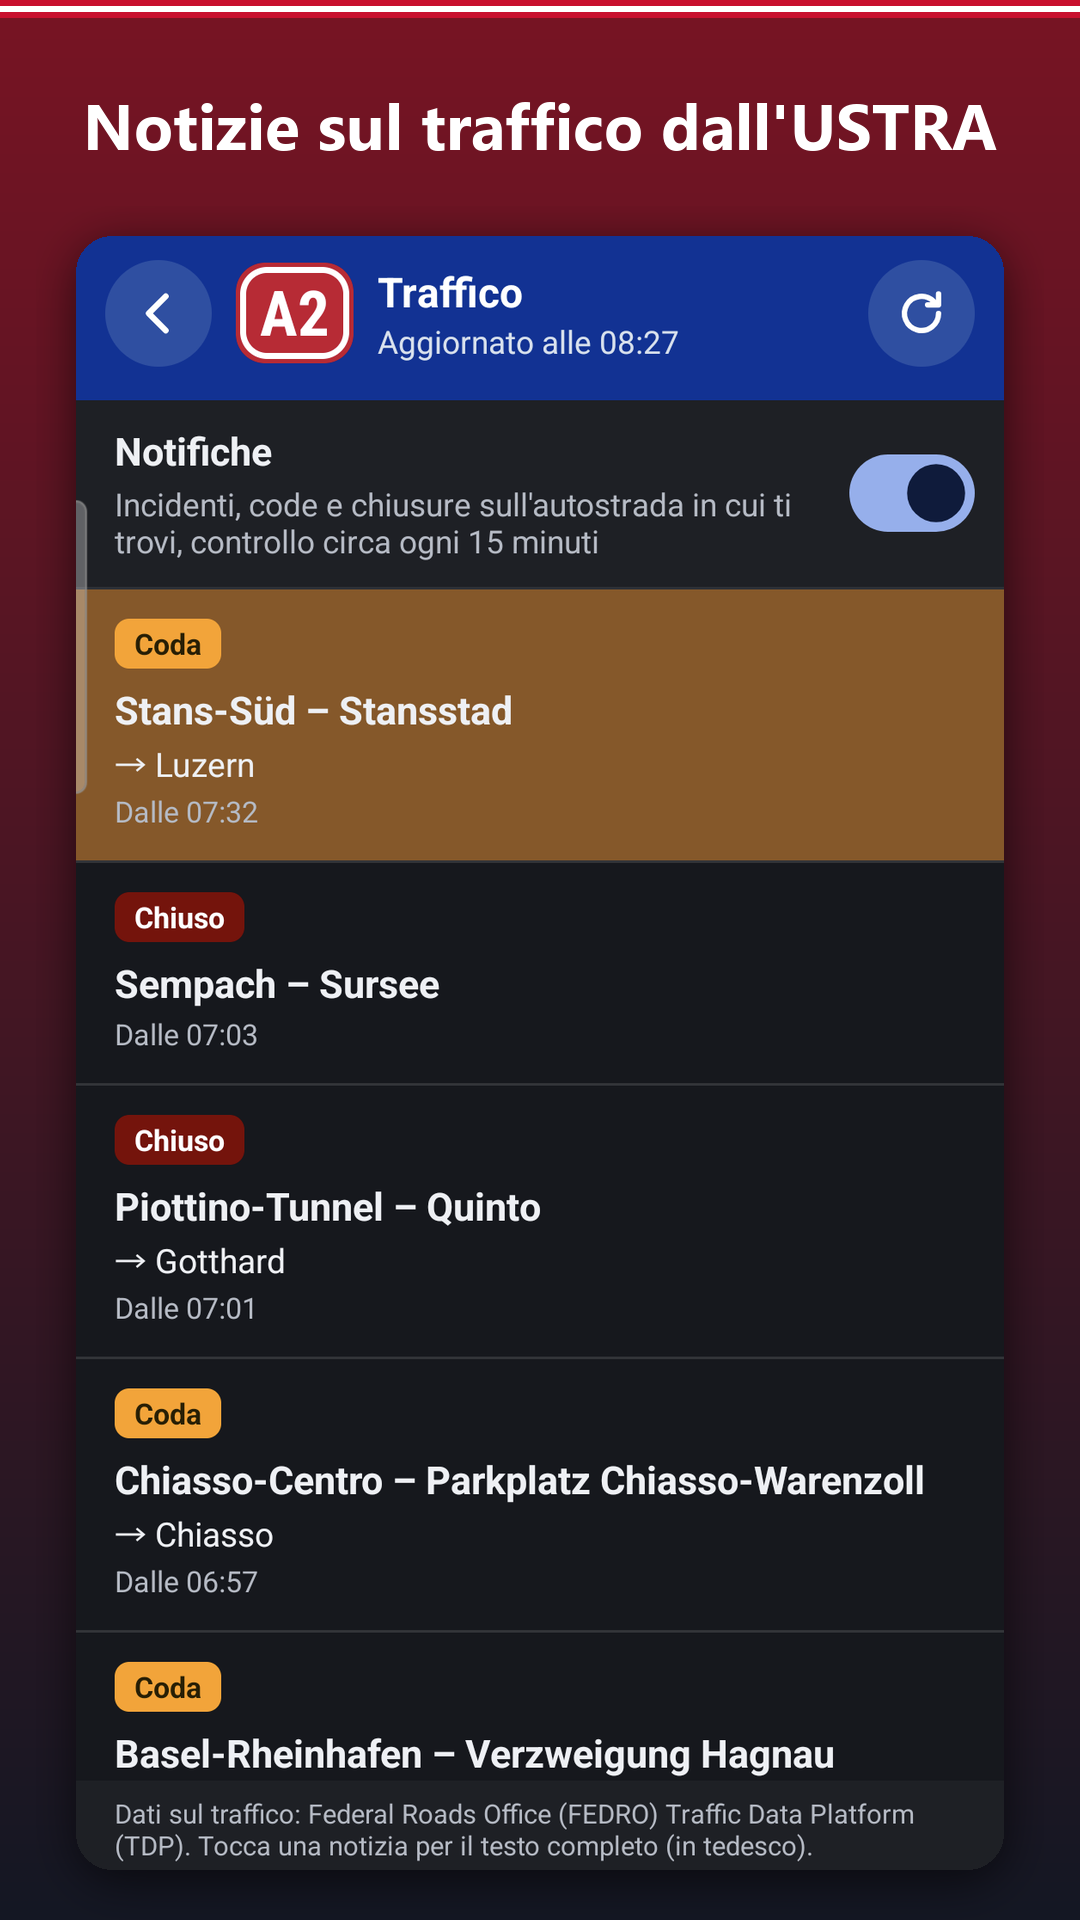 Notizie sul traffico dall'USTRA
A2
Traffico
Aggiornato alle 08:27
Notifiche
Incidenti, code e chiusure sull'autostrada in cui ti
trovi, controllo circa ogni 15 minuti
Coda
Stans-Süd – Stansstad
→ Luzern
Dalle 07:32
Chiuso
Sempach – Sursee
Dalle 07:03
Chiuso
Piottino-Tunnel – Quinto
→ Gotthard
Dalle 07:01
Coda
Chiasso-Centro – Parkplatz Chiasso-Warenzoll
→ Chiasso
Dalle 06:57
Coda
Basel-Rheinhafen – Verzweigung Hagnau
Dati sul traffico: Federal Roads Office (FEDRO) Traffic Data Platform
(TDP). Tocca una notizia per il testo completo (in tedesco).